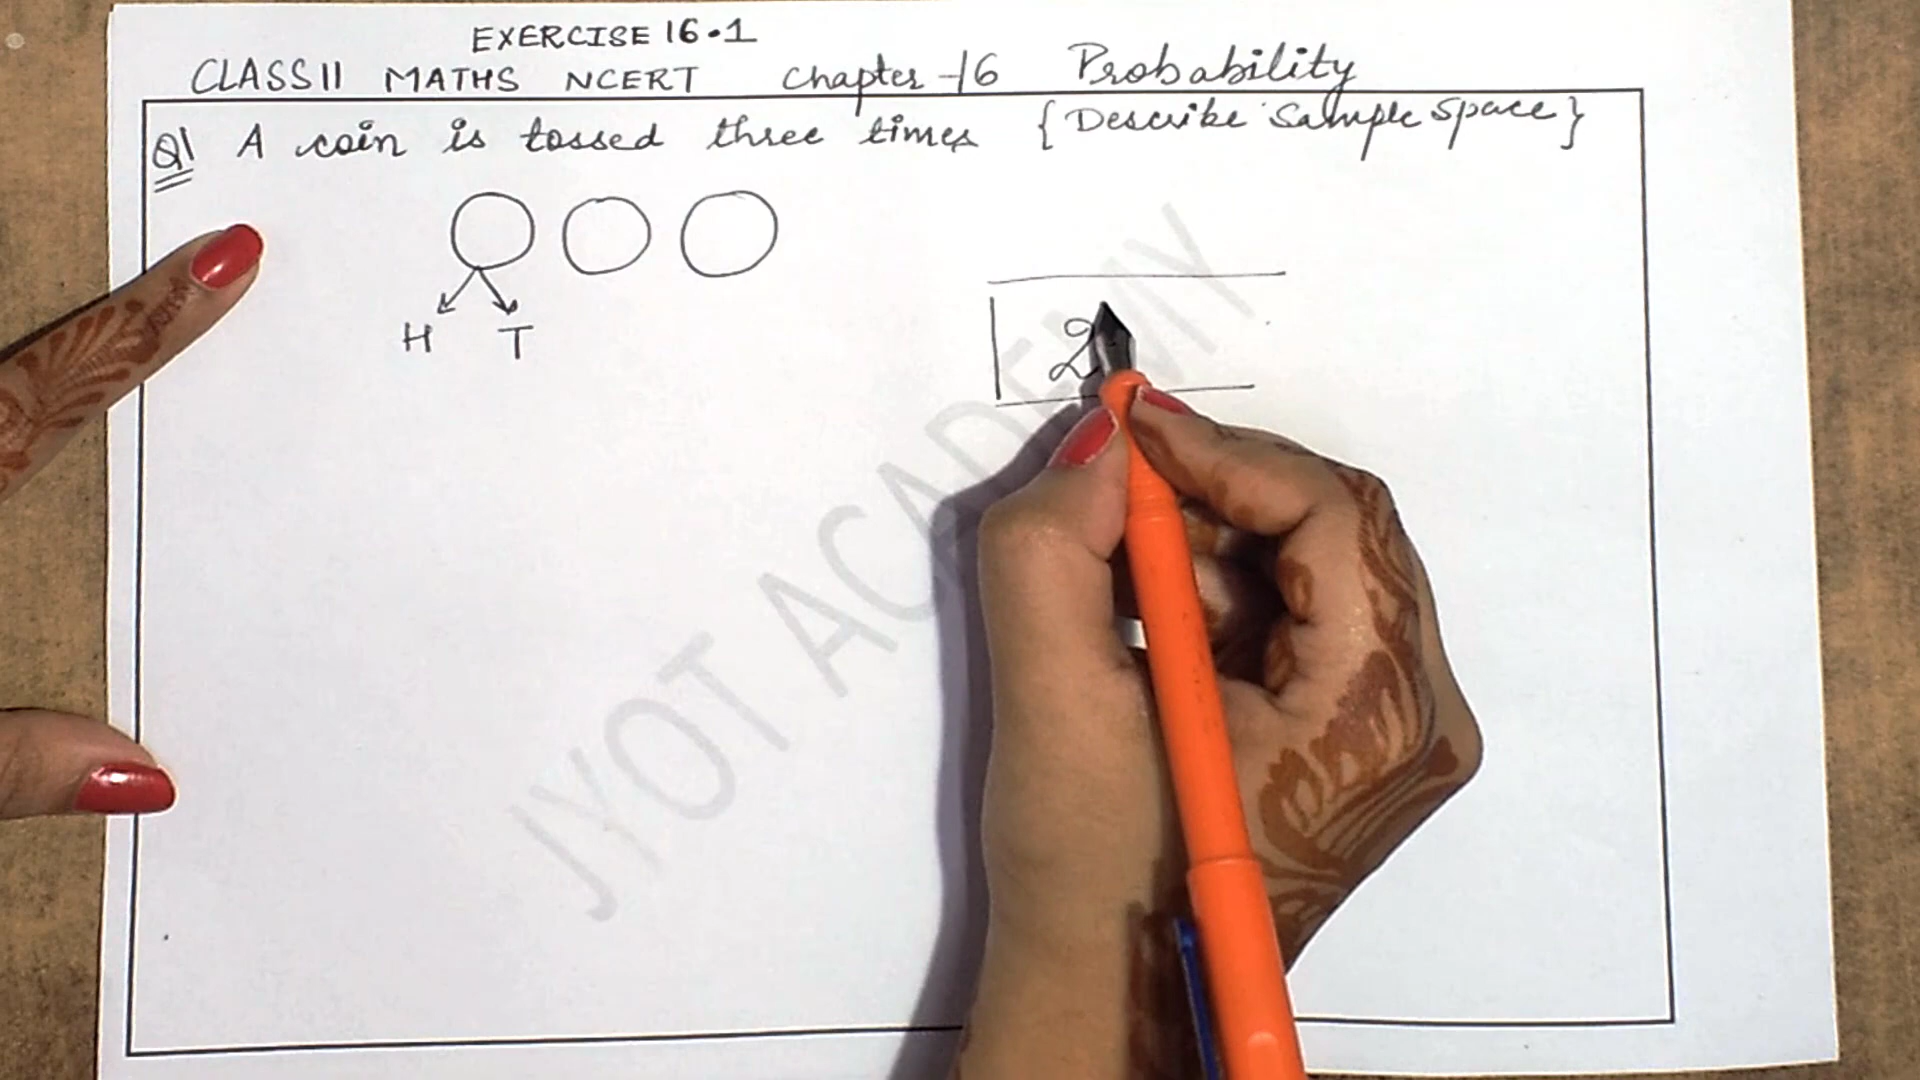 EXERCISE 16.1
CLASS 11 MATHS NCERT Chapter-16 Probability
Q1 A coin is tossed three times {Describe Sample Space}
H T
2
JYOT ACADEMY